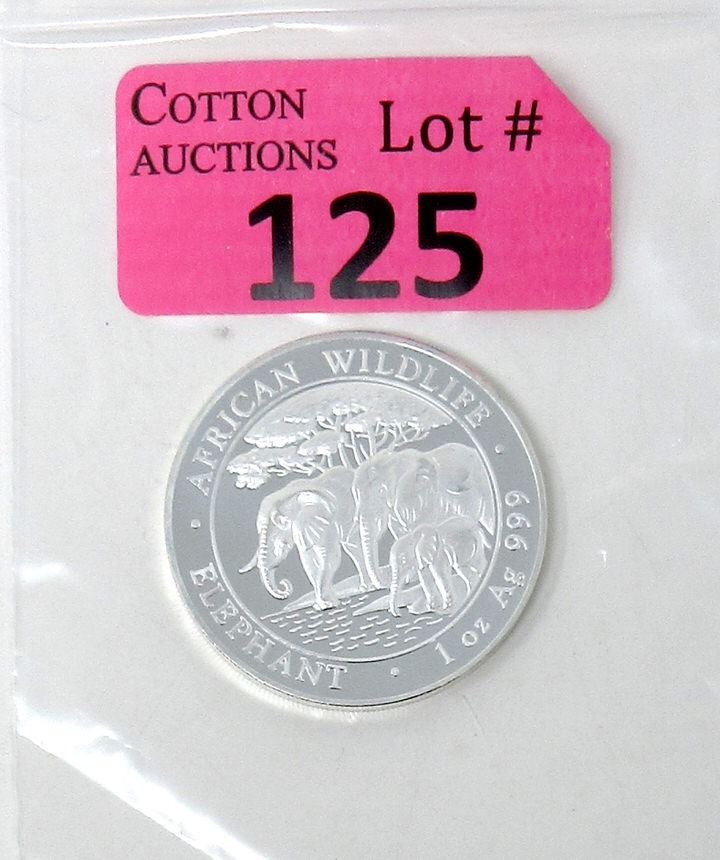 COTTON
AUCTIONS
Lot #
125
AFRICAN WILDLIFE
ELEPHANT
1 oz Ag 999